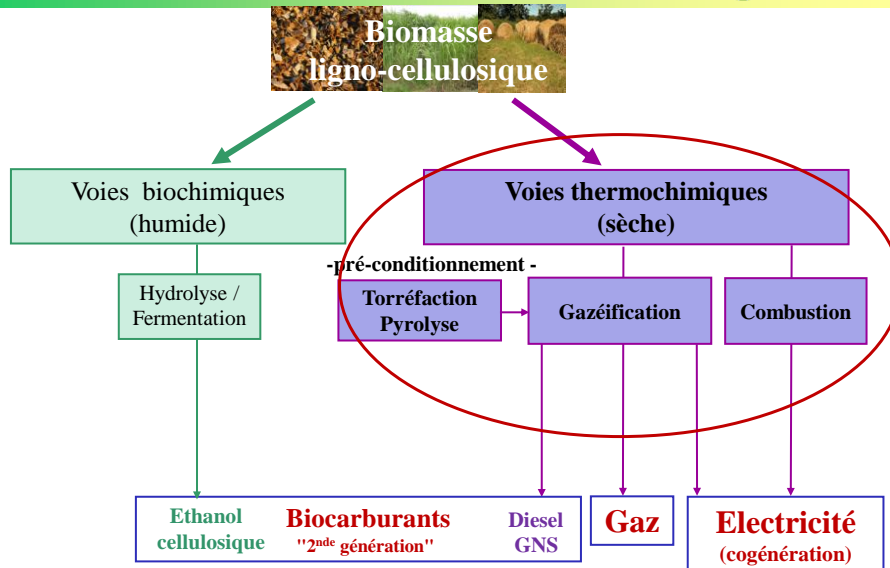 Biomasse
ligno-cellulosique
Voies biochimiques
(humide)
Voies thermochimiques
(sèche)
-pré-conditionnement -
Hydrolyse /
Fermentation
Torréfaction
Pyrolyse
Gazéification
Combustion
Ethanol
cellulosique
Biocarburants
"2nde génération"
Diesel
GNS
Gaz
Electricité
(cogénération)